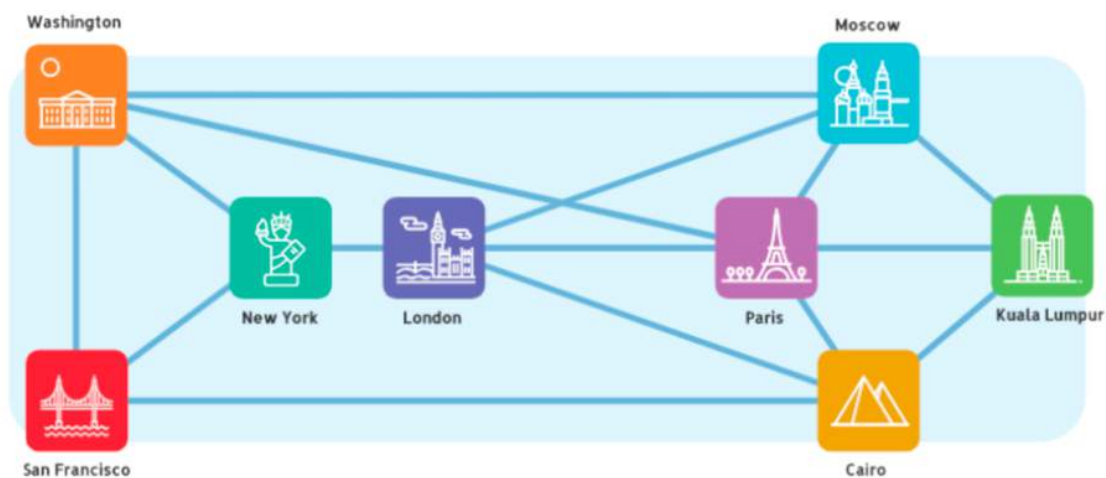 Washington
Moscow
New York
London
Paris
Kuala Lumpur
San Francisco
Cairo